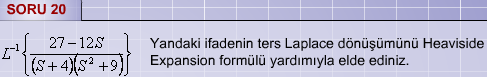 SORU 20
L⁻¹{(27-12S)/((S+4)(S²+9))} Yandaki ifadenin ters Laplace dönüşümünü Heaviside
Expansion formülü yardımıyla elde ediniz.